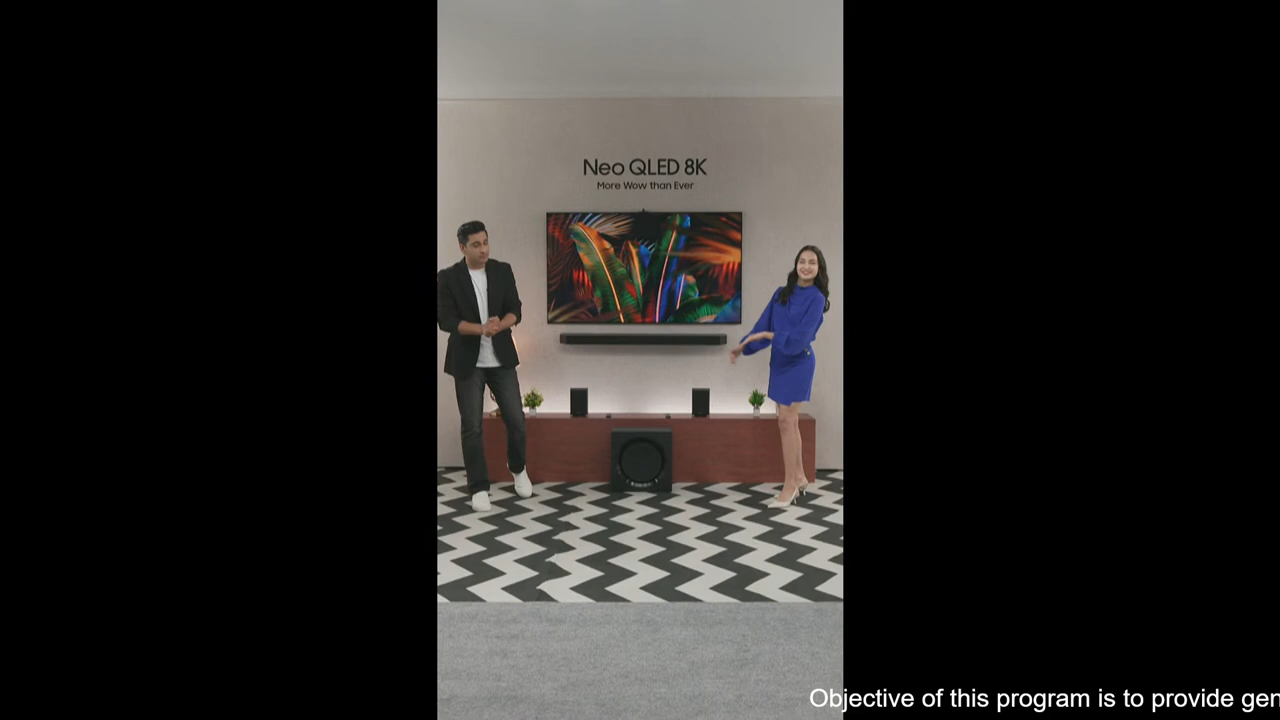 Neo QLED 8K
More Wow than Ever
Objective of this program is to provide gen